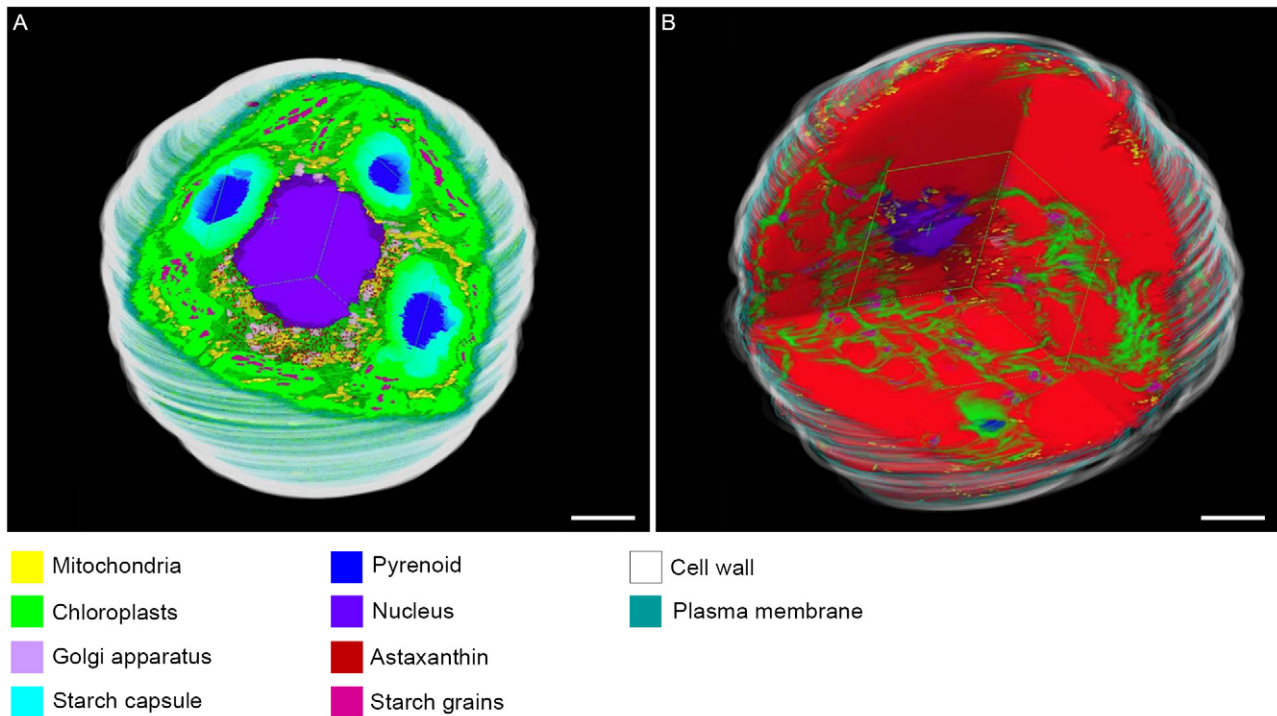 A
B
Mitochondria
Pyrenoid
Cell wall
Chloroplasts
Nucleus
Plasma membrane
Golgi apparatus
Astaxanthin
Starch capsule
Starch grains